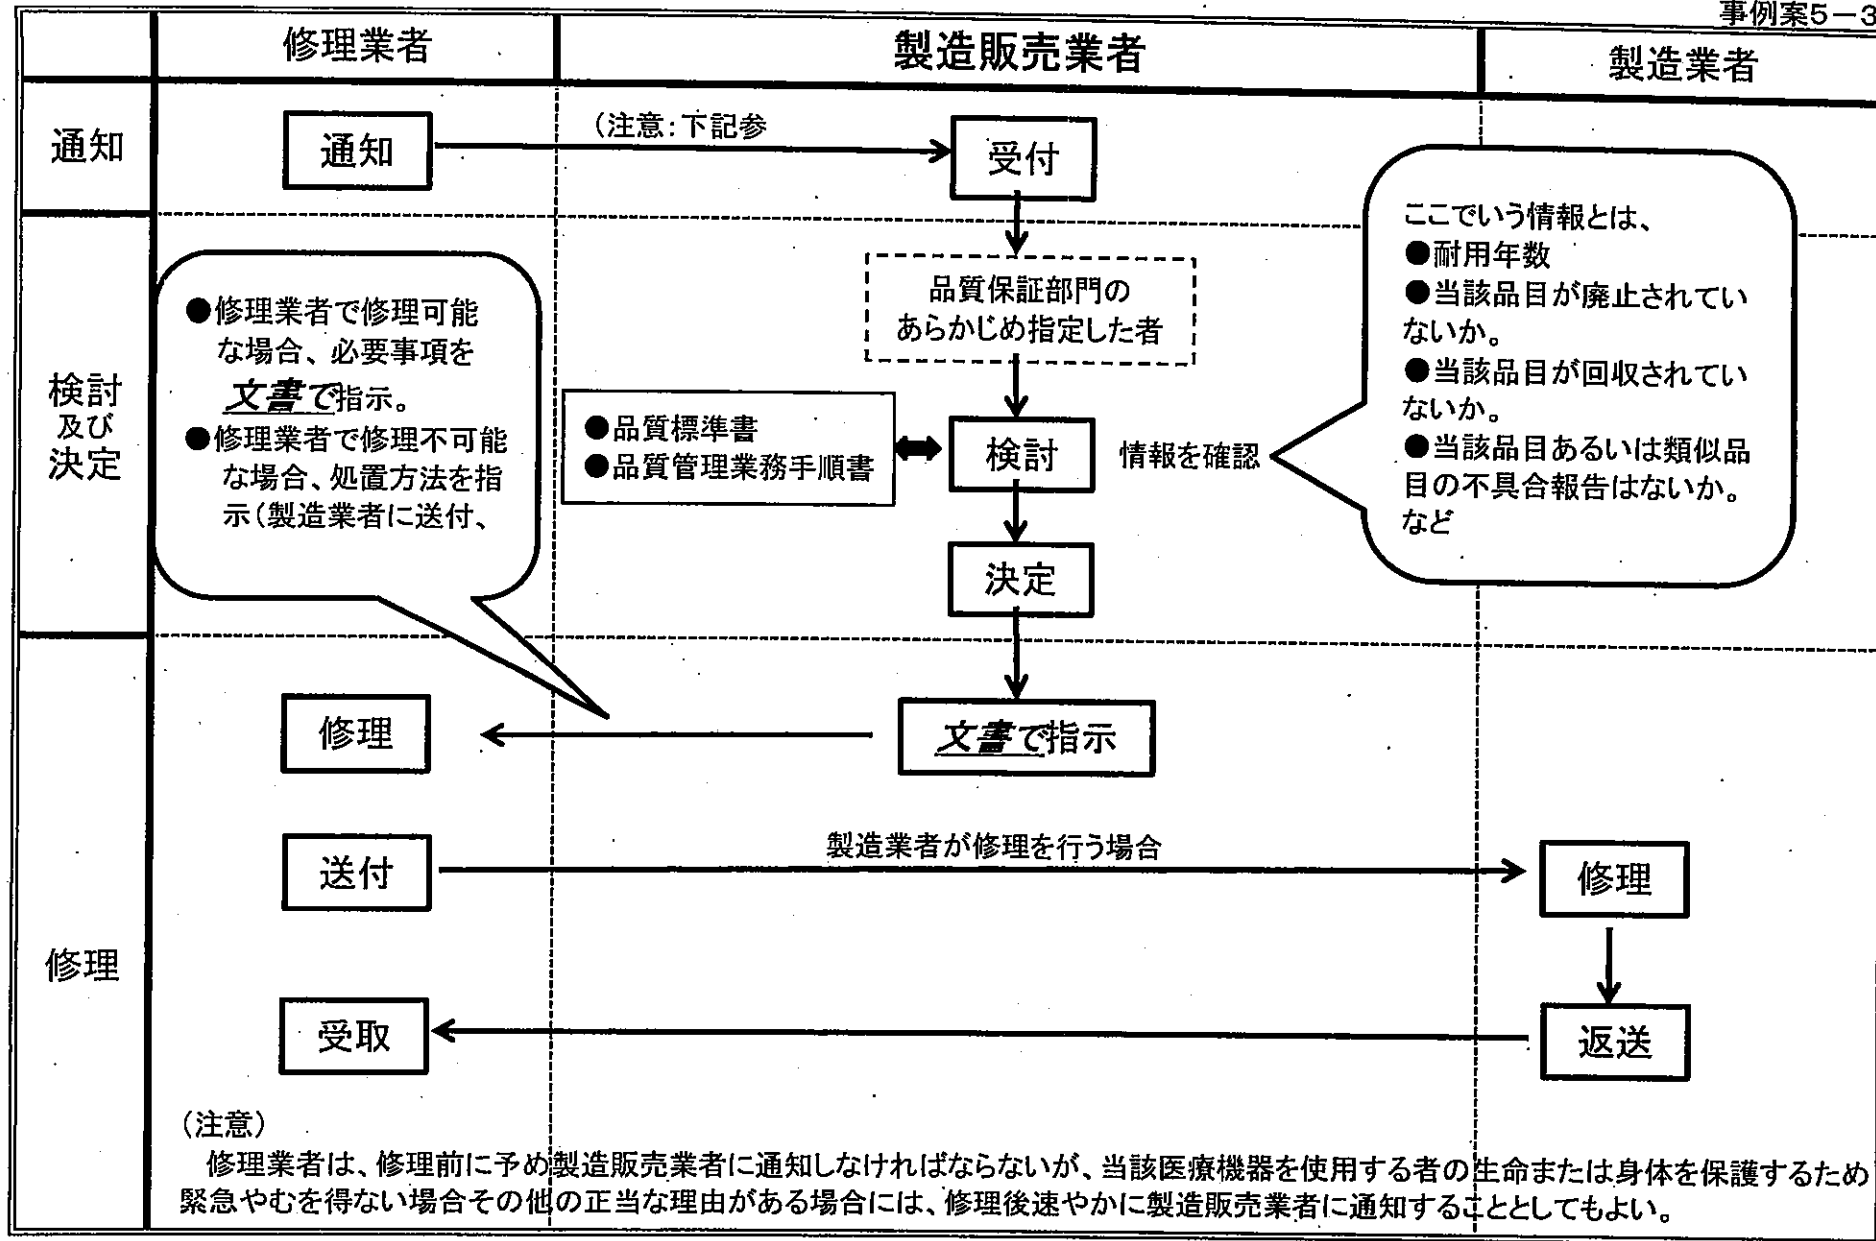 事例案5-3
修理業者
製造販売業者
製造業者
通知
通知
(注意:下記参
受付
検討
及び
決定
品質保証部門の
あらかじめ指定した者
●修理業者で修理可能
な場合、必要事項を
文書で指示。
●修理業者で修理不可能
な場合、処置方法を指
示(製造業者に送付、
●品質標準書
●品質管理業務手順書
検討
情報を確認
ここでいう情報とは、
●耐用年数
●当該品目が廃止されてい
ないか。
●当該品目が回収されてい
ないか。
●当該品目あるいは類似品
目の不具合報告はないか。
など
決定
修理
修理
文書で指示
送付
製造業者が修理を行う場合
修理
受取
返送
(注意)
修理業者は、修理前に予め製造販売業者に通知しなければならないが、当該医療機器を使用する者の生命または身体を保護するため
緊急やむを得ない場合その他の正当な理由がある場合には、修理後速やかに製造販売業者に通知することとしてもよい。